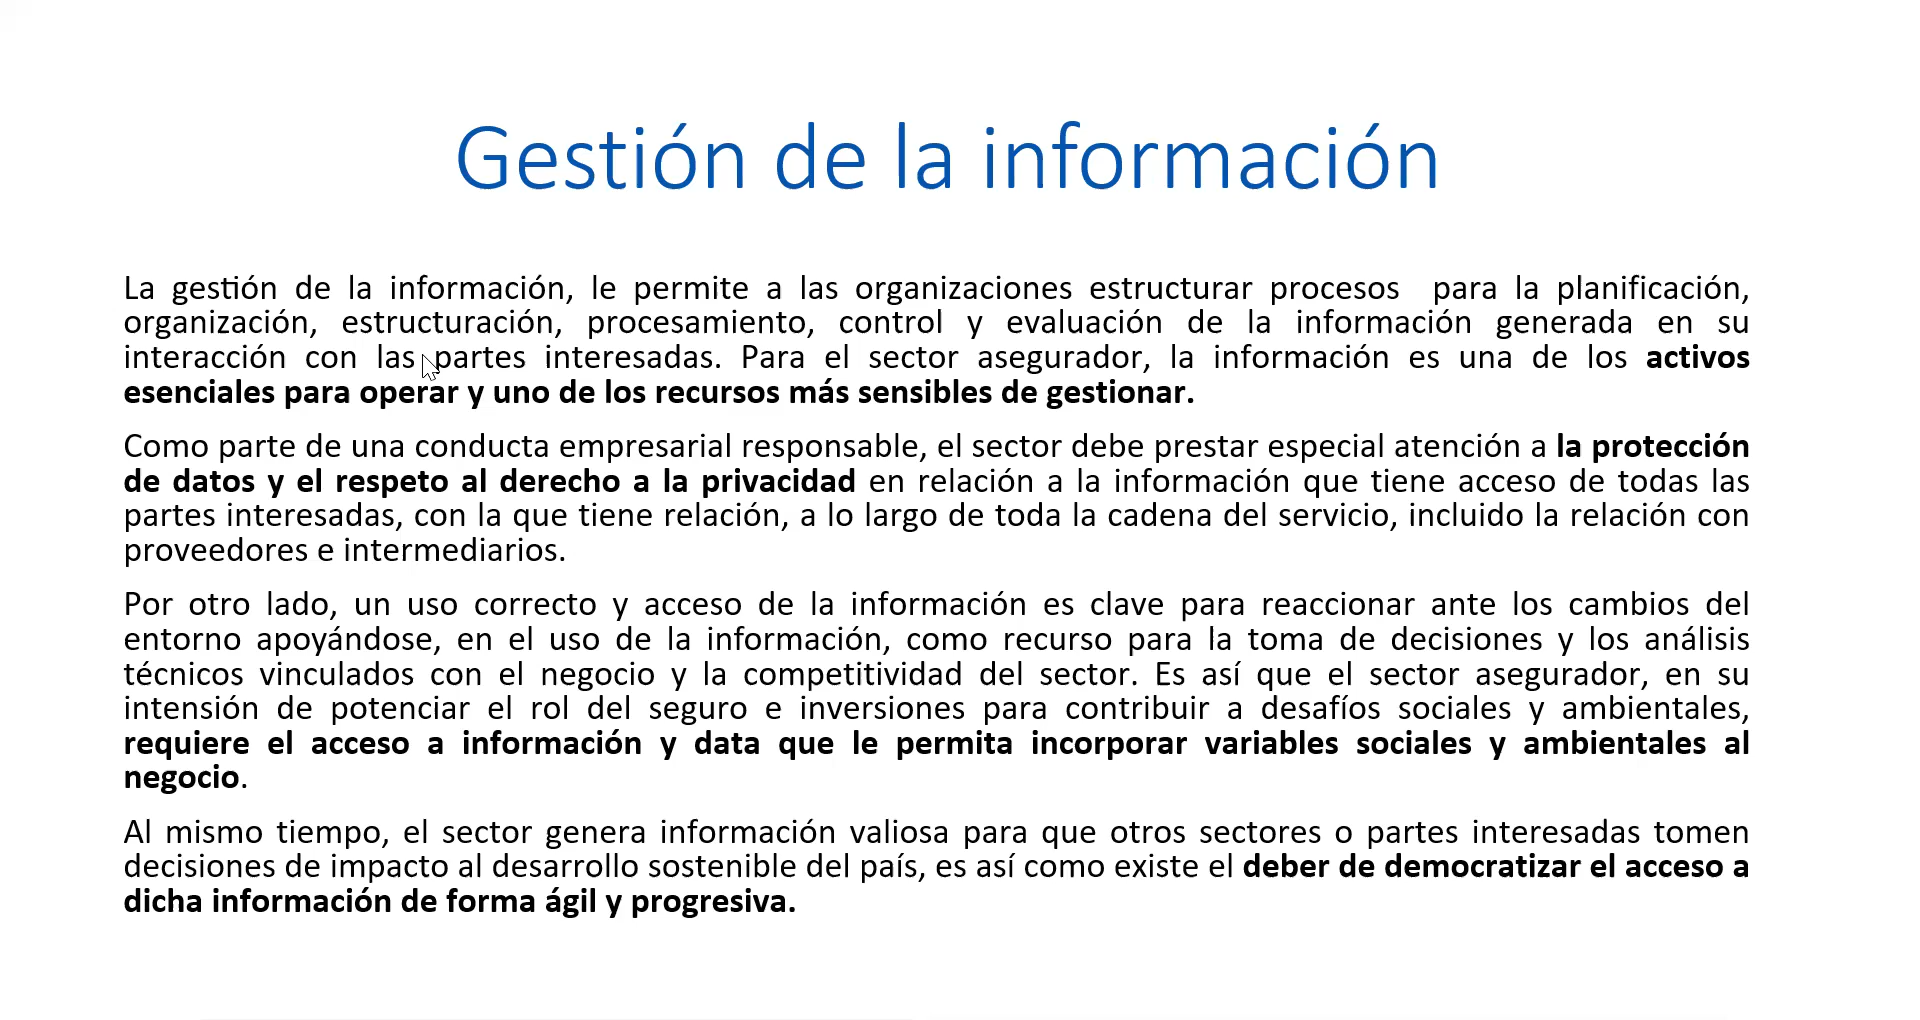 Gestión de la información
La gestión de la información, le permite a las organizaciones estructurar procesos para la planificación,
organización, estructuración, procesamiento, control y evaluación de la información generada en su
interacción con las partes interesadas. Para el sector asegurador, la información es una de los activos
esenciales para operar y uno de los recursos más sensibles de gestionar.
Como parte de una conducta empresarial responsable, el sector debe prestar especial atención a la protección
de datos y el respeto al derecho a la privacidad en relación a la información que tiene acceso de todas las
partes interesadas, con la que tiene relación, a lo largo de toda la cadena del servicio, incluido la relación con
proveedores e intermediarios.
Por otro lado, un uso correcto y acceso de la información es clave para reaccionar ante los cambios del
entorno apoyándose, en el uso de la información, como recurso para la toma de decisiones y los análisis
técnicos vinculados con el negocio y la competitividad del sector. Es así que el sector asegurador, en su
intensión de potenciar el rol del seguro e inversiones para contribuir a desafíos sociales y ambientales,
requiere el acceso a información y data que le permita incorporar variables sociales y ambientales al
negocio.
Al mismo tiempo, el sector genera información valiosa para que otros sectores o partes interesadas tomen
decisiones de impacto al desarrollo sostenible del país, es así como existe el deber de democratizar el acceso a
dicha información de forma ágil y progresiva.